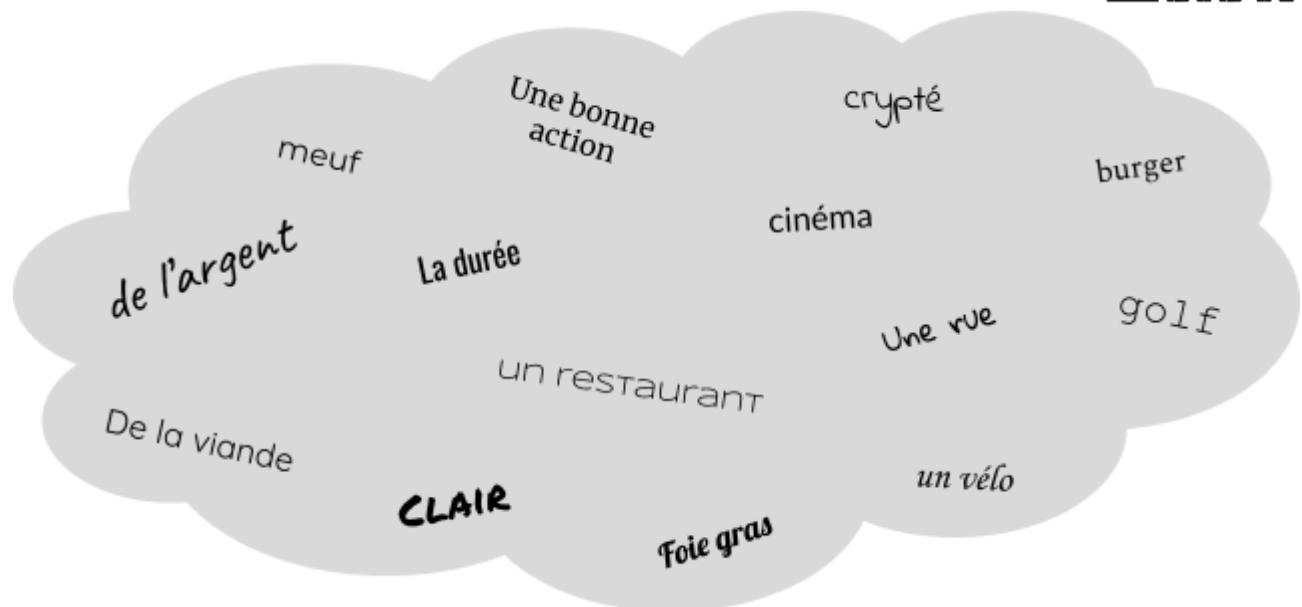 Une bonne
action
crypté
meuf
burger
cinéma
de l'argent
La durée
Une rue
golf
un restaurant
De la viande
CLAIR
un vélo
Foie gras